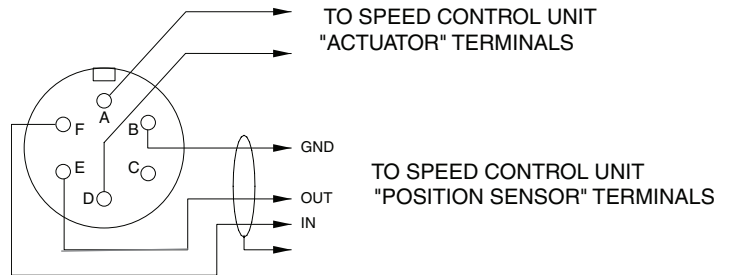 TO SPEED CONTROL UNIT
"ACTUATOR" TERMINALS
A
F
B
E
C
D
GND
TO SPEED CONTROL UNIT
"POSITION SENSOR" TERMINALS
OUT
IN